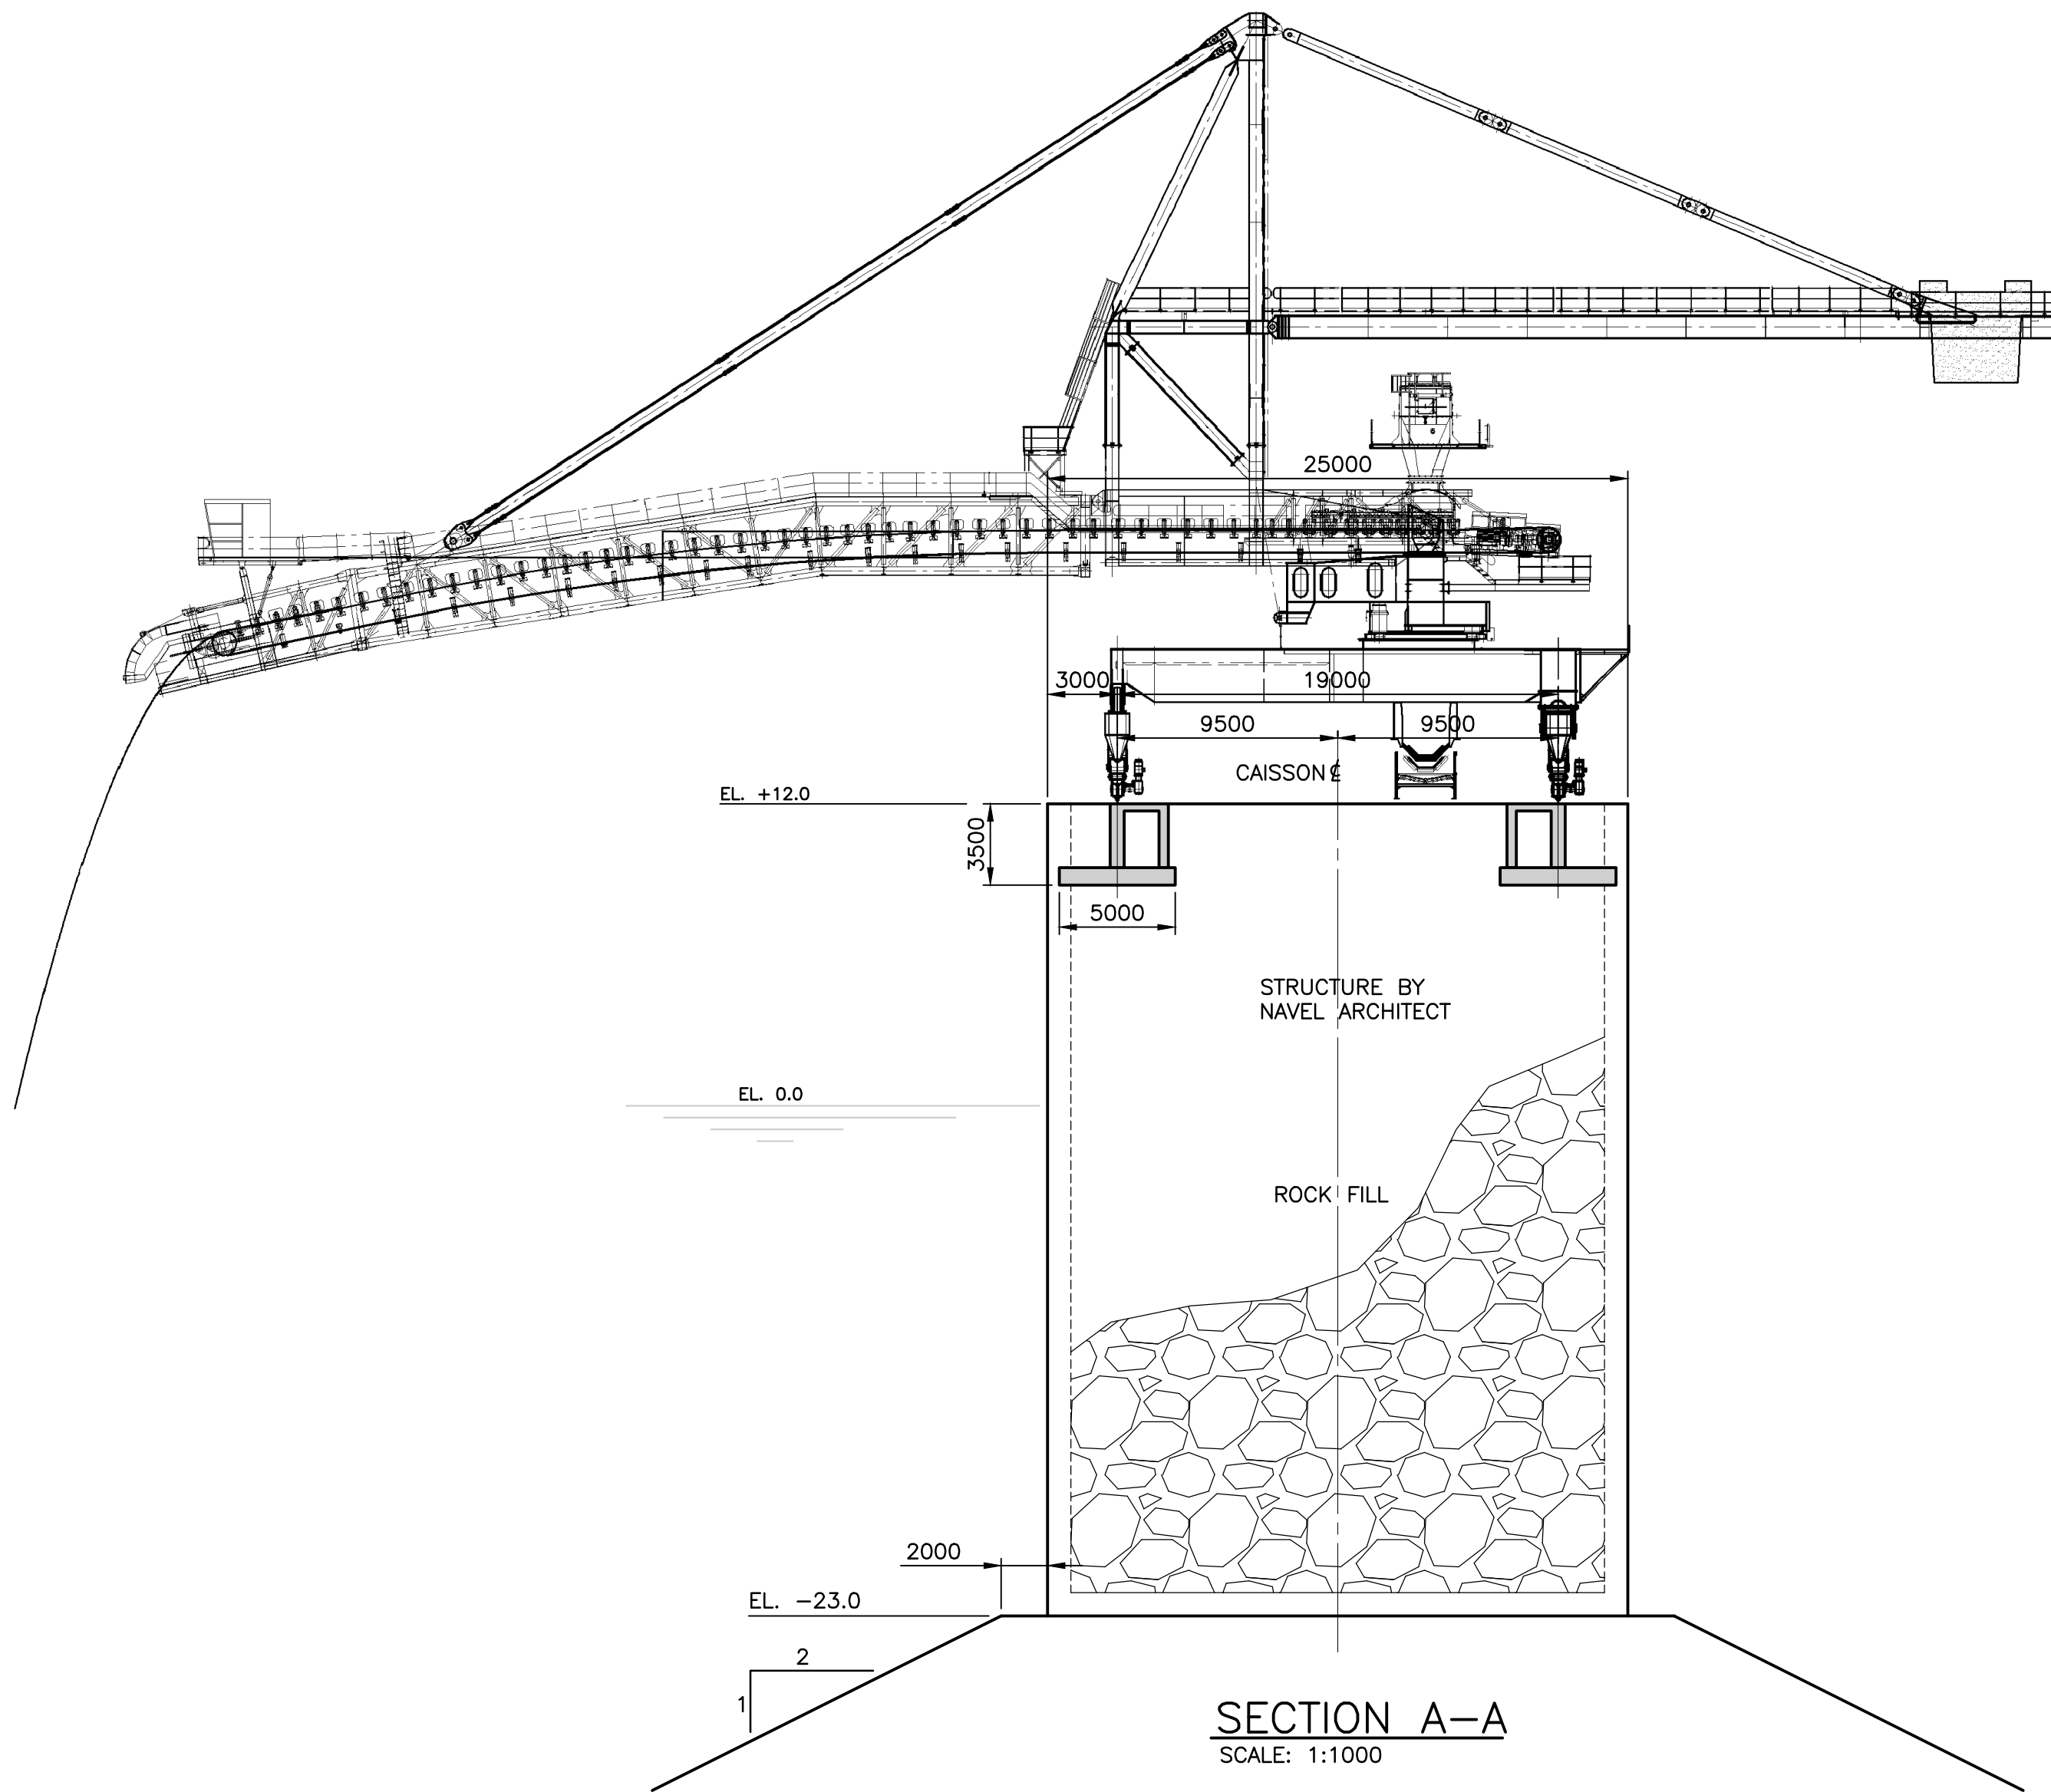 25000
3000
19000
9500
9500
CAISSON ℄
EL. +12.0
3500
5000
STRUCTURE BY
NAVEL ARCHITECT
EL. 0.0
ROCK FILL
2000
EL. -23.0
2
1
SECTION A-A
SCALE: 1:1000